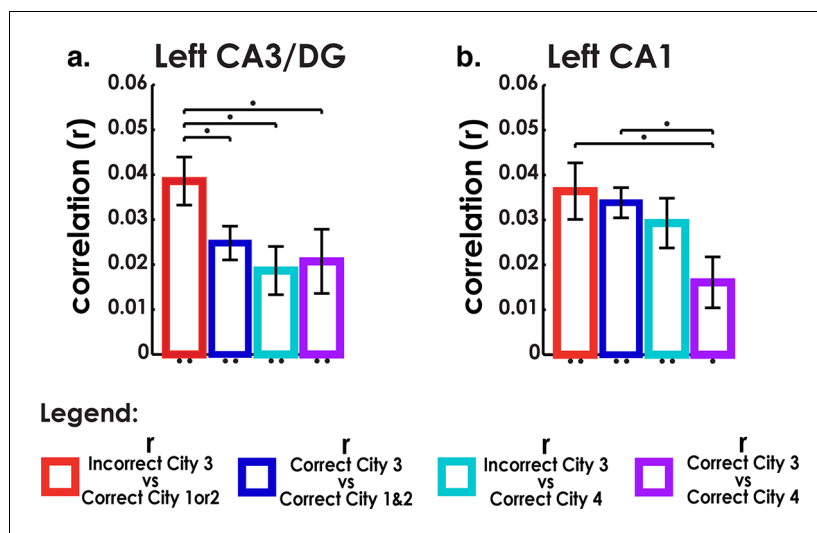 a. Left CA3/DG
correlation (r)
0.06
0.05
0.04
0.03
0.02
0.01
0
b. Left CA1
correlation (r)
0.06
0.05
0.04
0.03
0.02
0.01
0
Legend:
r
Incorrect City 3
vs
Correct City 1or2
r
Correct City 3
vs
Correct City 1&2
r
Incorrect City 3
vs
Correct City 4
r
Correct City 3
vs
Correct City 4